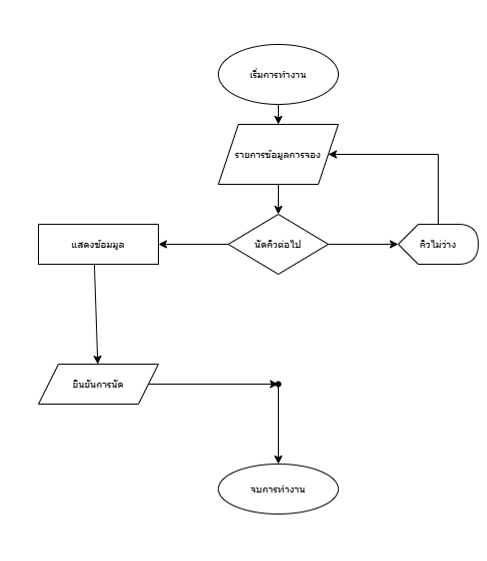 เริ่มการทำงาน
รายการข้อมูลการจอง
แสดงข้อมมูล
นัดคิวต่อไป
คิวไม่ว่าง
ยืนยันการนัด
จบการทำงาน